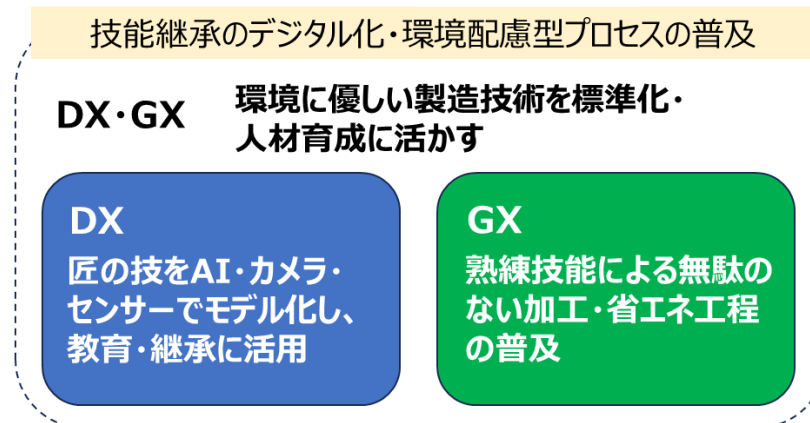 技能継承のデジタル化・環境配慮型プロセスの普及
DX・GX
環境に優しい製造技術を標準化・
人材育成に活かす
DX
匠の技をAI・カメラ・
センサーでモデル化し、
教育・継承に活用
GX
熟練技能による無駄の
ない加工・省エネ工程
の普及